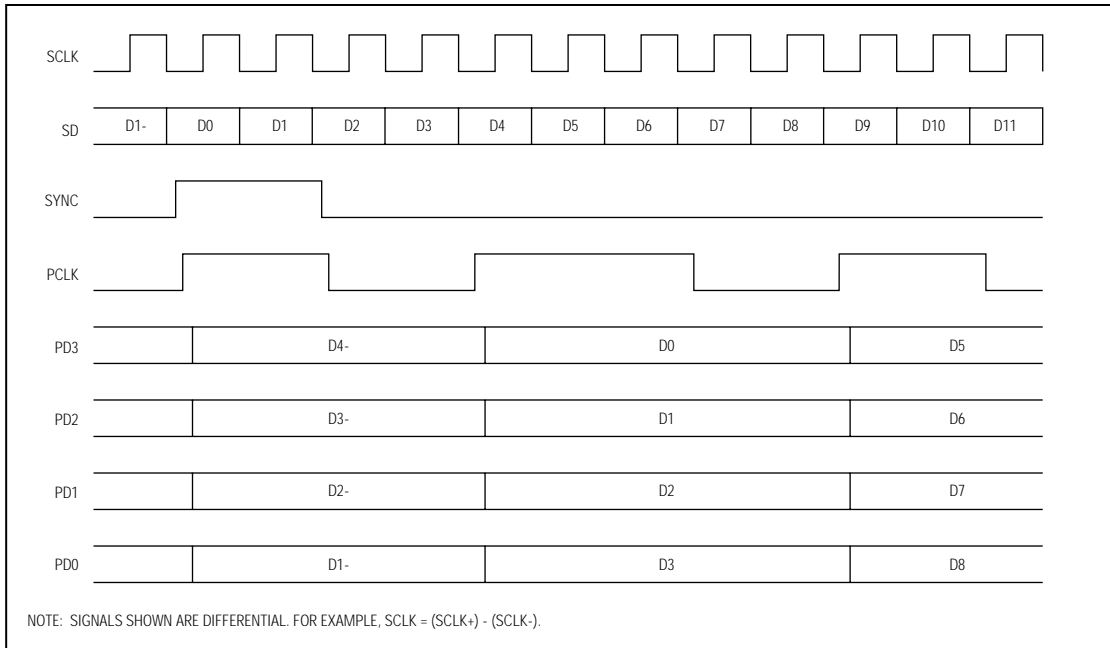 SCLK
SD D1- D0 D1 D2 D3 D4 D5 D6 D7 D8 D9 D10 D11
SYNC
PCLK
PD3 D4- D0 D5
PD2 D3- D1 D6
PD1 D2- D2 D7
PD0 D1- D3 D8
NOTE: SIGNALS SHOWN ARE DIFFERENTIAL. FOR EXAMPLE, SCLK = (SCLK+) - (SCLK-).